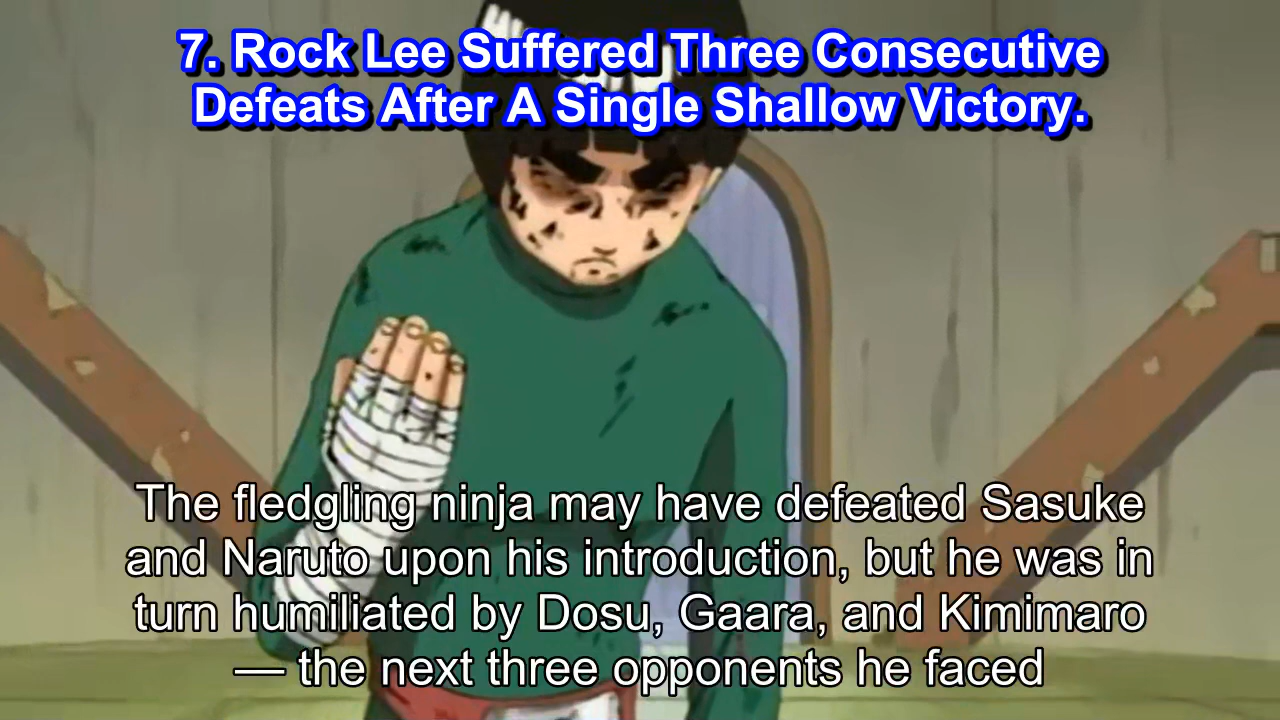 7. Rock Lee Suffered Three Consecutive
Defeats After A Single Shallow Victory.
The fledgling ninja may have defeated Sasuke
and Naruto upon his introduction, but he was in
turn humiliated by Dosu, Gaara, and Kimimaro
— the next three opponents he faced